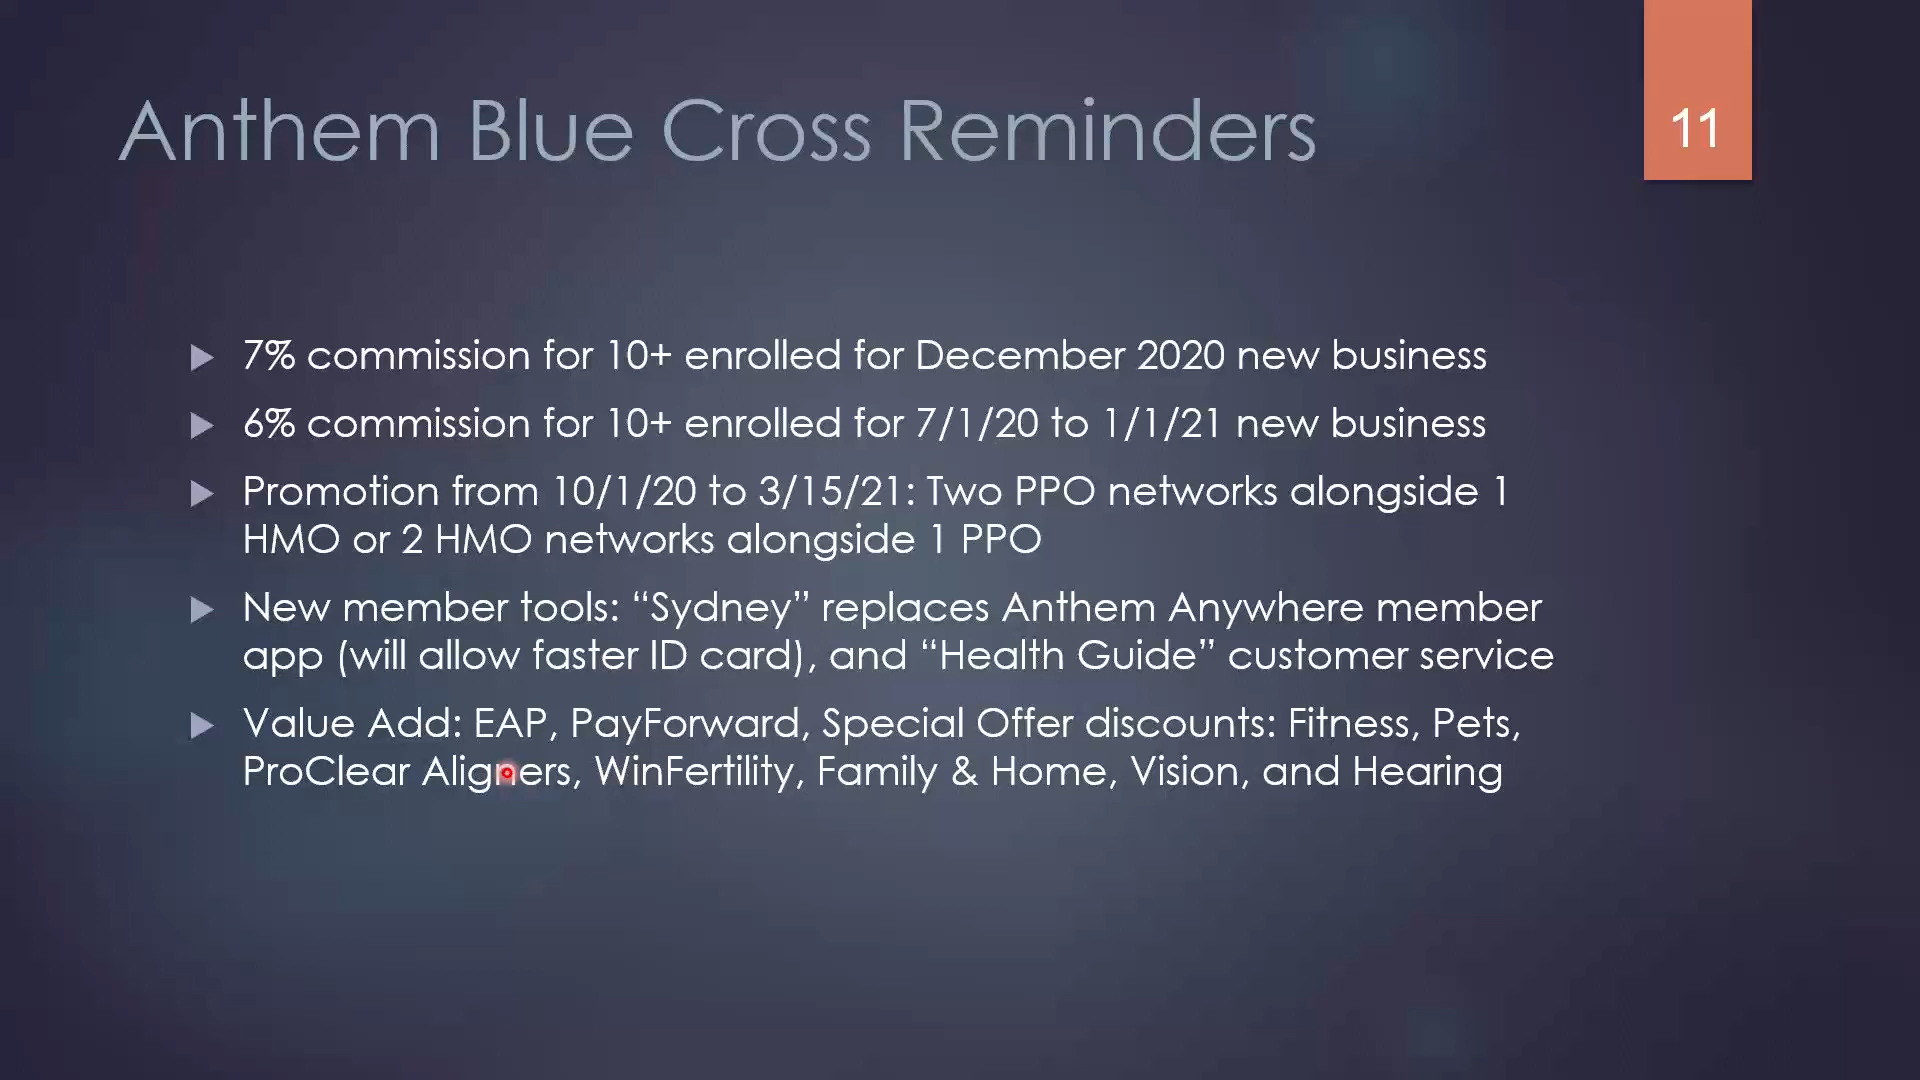 Anthem Blue Cross Reminders
11
7% commission for 10+ enrolled for December 2020 new business
6% commission for 10+ enrolled for 7/1/20 to 1/1/21 new business
Promotion from 10/1/20 to 3/15/21: Two PPO networks alongside 1
HMO or 2 HMO networks alongside 1 PPO
New member tools: “Sydney” replaces Anthem Anywhere member
app (will allow faster ID card), and “Health Guide” customer service
Value Add: EAP, PayForward, Special Offer discounts: Fitness, Pets,
ProClear Aligners, WinFertility, Family & Home, Vision, and Hearing